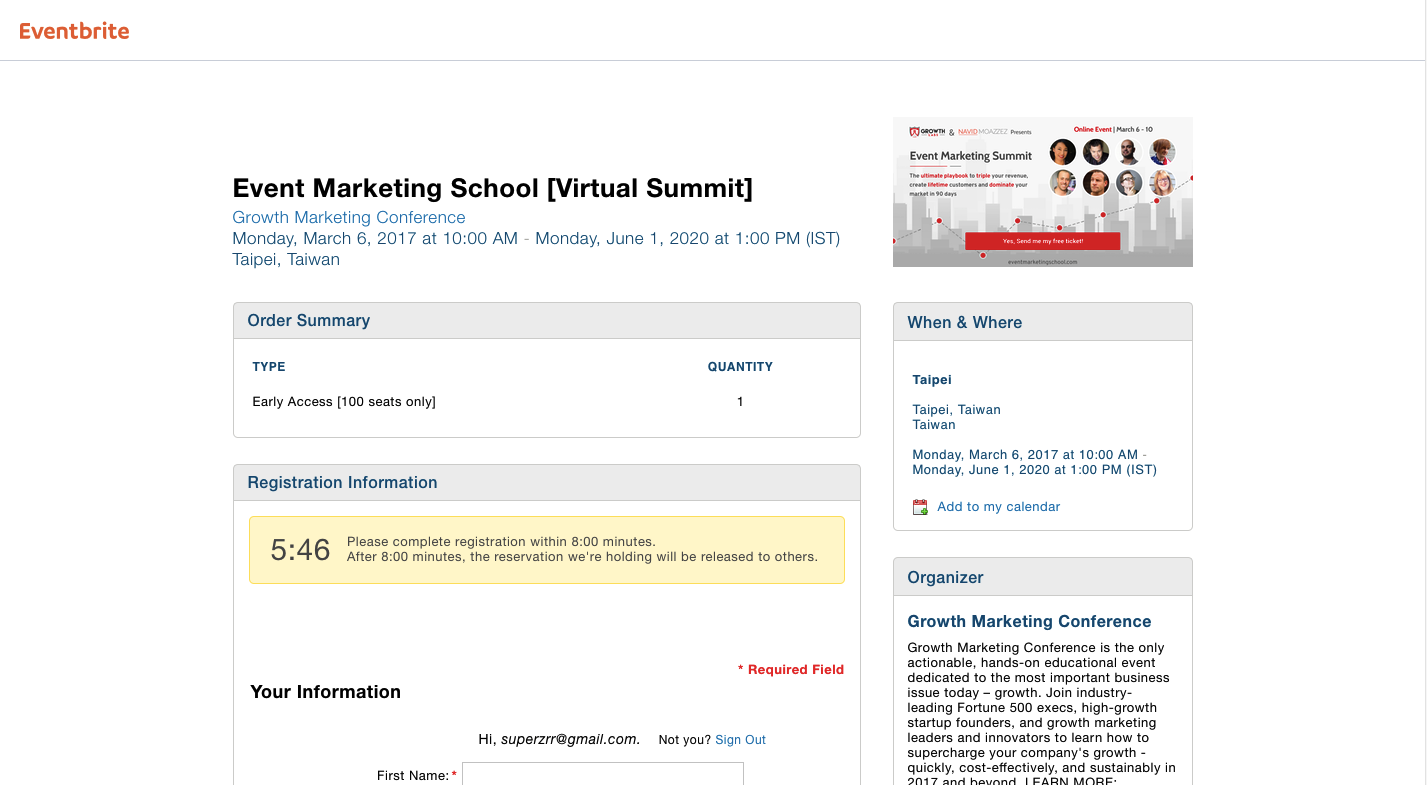 Eventbrite
Event Marketing School [Virtual Summit]
Growth Marketing Conference
Monday, March 6, 2017 at 10:00 AM - Monday, June 1, 2020 at 1:00 PM (IST)
Taipei, Taiwan
GROWTH & NAVID MOAZZEZ Presents
Online Event | March 6 - 10
Event Marketing Summit
The ultimate playbook to triple your revenue,
create lifetime customers and dominate your
market in 90 days
Yes, Send me my free ticket!
eventmarketingschool.com
Order Summary
TYPE QUANTITY
Early Access [100 seats only] 1
Registration Information
5:46
Please complete registration within 8:00 minutes.
After 8:00 minutes, the reservation we're holding will be released to others.
* Required Field
Your Information
Hi, superzrr@gmail.com. Not you? Sign Out
First Name: *
When & Where
Taipei
Taipei, Taiwan
Taiwan
Monday, March 6, 2017 at 10:00 AM -
Monday, June 1, 2020 at 1:00 PM (IST)
Add to my calendar
Organizer
Growth Marketing Conference
Growth Marketing Conference is the only
actionable, hands-on educational event
dedicated to the most important business
issue today – growth. Join industry-
leading Fortune 500 execs, high-growth
startup founders, and growth marketing
leaders and innovators to learn how to
supercharge your company's growth -
quickly, cost-effectively, and sustainably in
2017 and beyond. LEARN MORE: